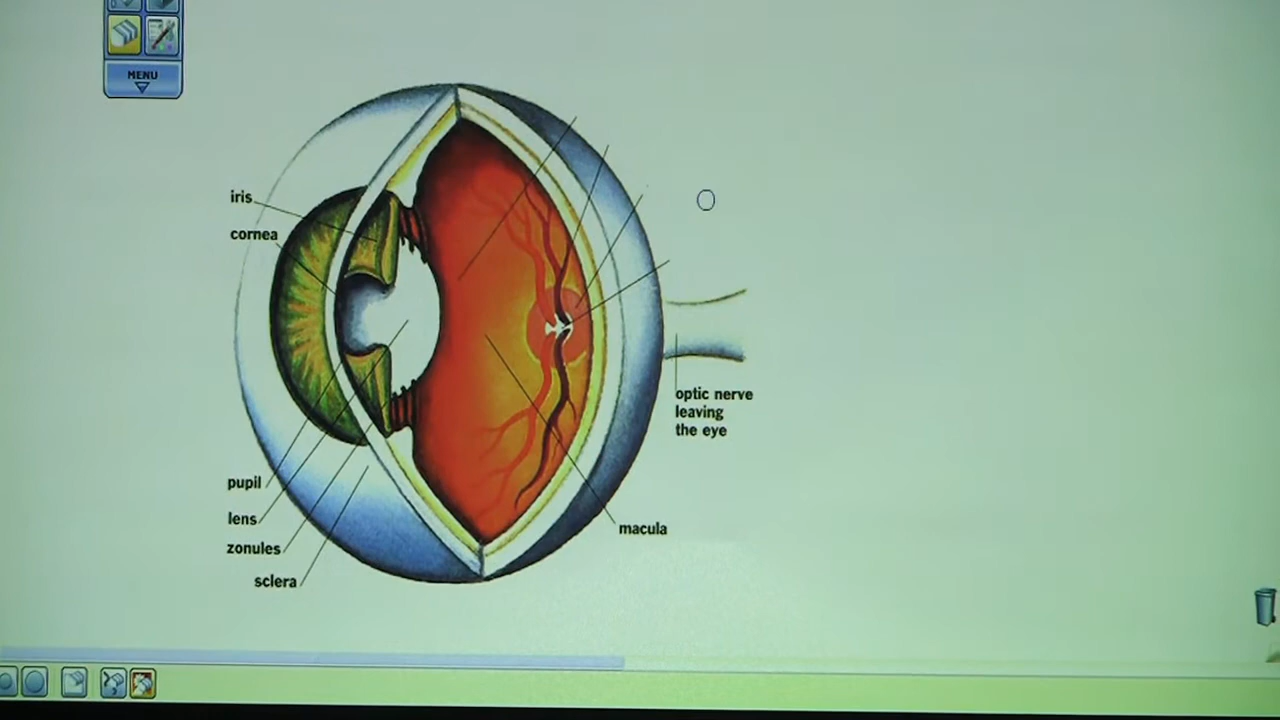 MENU
iris
cornea
optic nerve
leaving
the eye
pupil
lens
zonules
sclera
macula